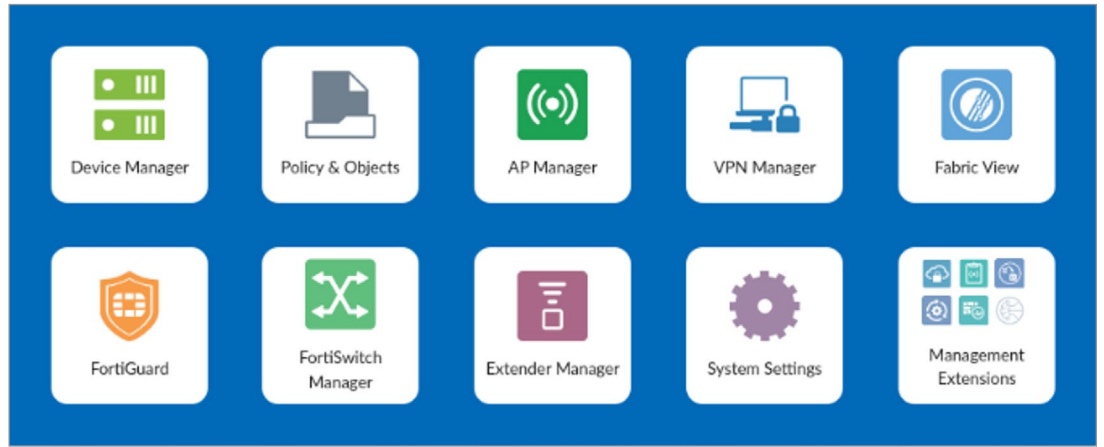 Device Manager
Policy & Objects
AP Manager
VPN Manager
Fabric View
FortiGuard
FortiSwitch
Manager
Extender Manager
System Settings
Management
Extensions